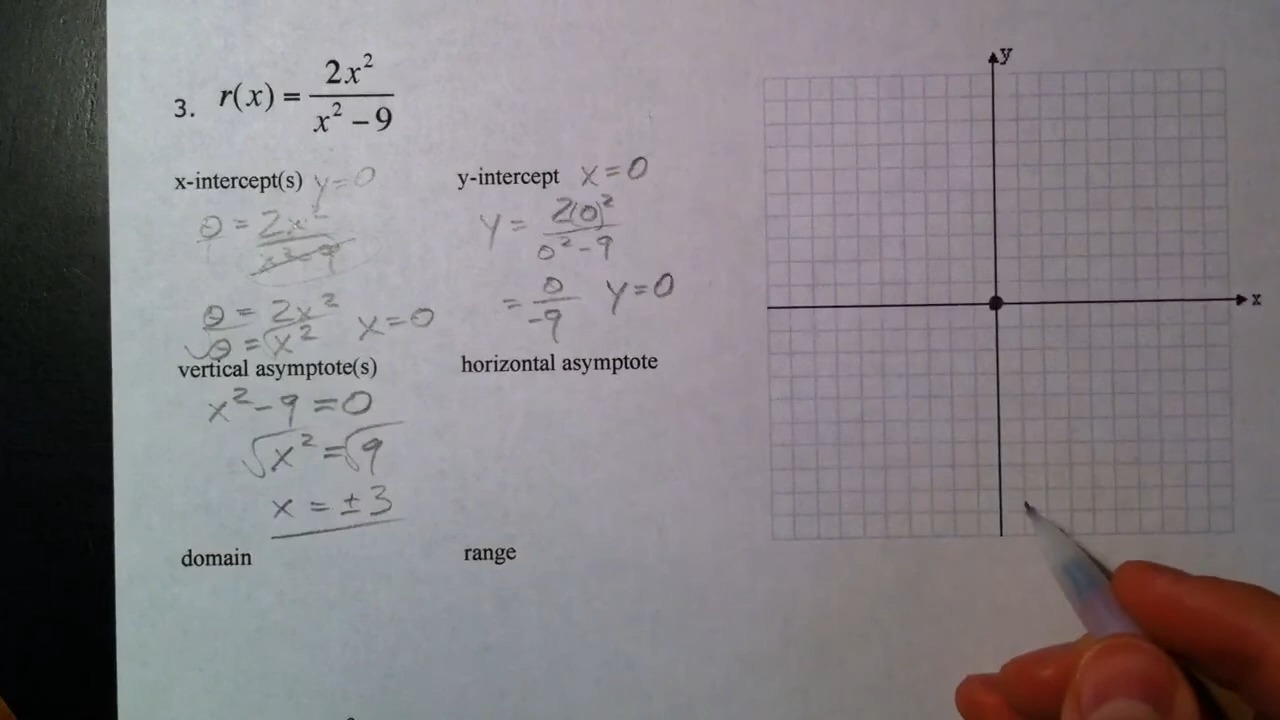 3. r(x) = 2x² / x² − 9
x-intercept(s) y=0
0 = 2x² / x² − 9
0 = 2x²
√0 = √x² x=0
y-intercept x=0
y = 2(0)² / 0² − 9
= 0 / -9 y=0
vertical asymptote(s)
x² − 9 = 0
√x² = √9
x = ± 3
horizontal asymptote
domain
range
y
x